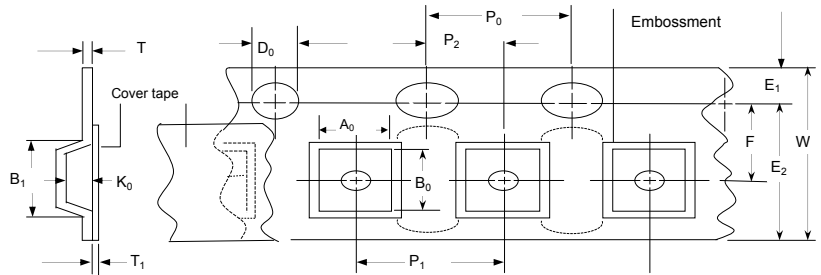 P0
Embossment
T
D0
P2
E1
Cover tape
A0
F
W
B1
K0
B0
E2
T1
P1